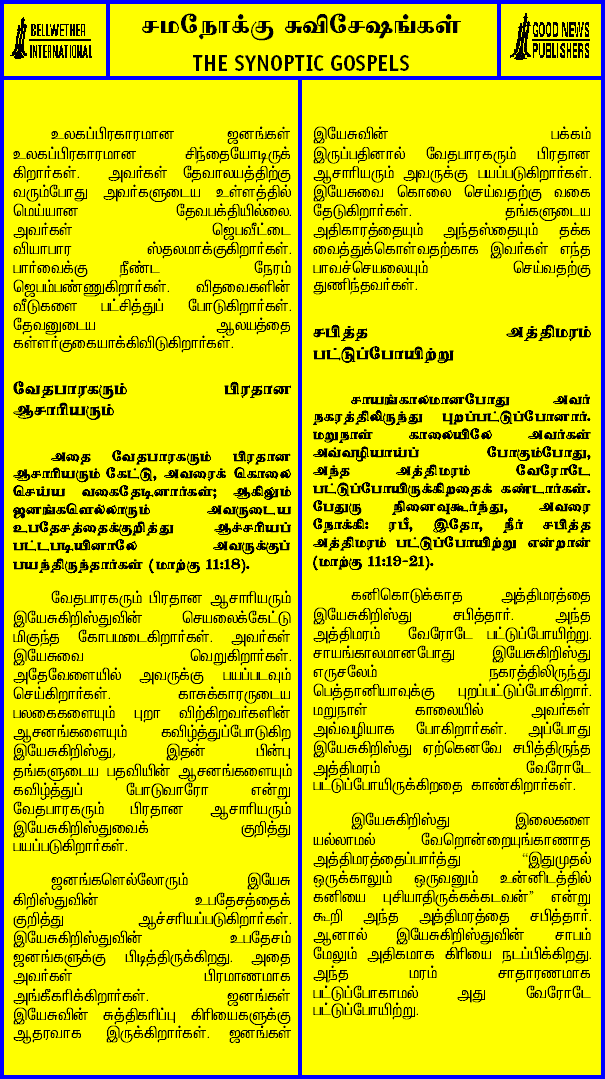 BELLWETHER
INTERNATIONAL
சமநோக்கு சுவிசேஷங்கள்
THE SYNOPTIC GOSPELS
GOOD NEWS
PUBLISHERS
உலகப்பிரகாரமான ஜனங்கள்
உலகப்பிரகாரமான சிந்தையோடிருக்
கிறார்கள். அவர்கள் தேவாலயத்திற்கு
வரும்போது அவர்களுடைய உள்ளத்தில்
மெய்யான தேவபக்தியில்லை.
அவர்கள் ஜெபவீட்டை
வியாபார ஸ்தலமாக்குகிறார்கள்.
பார்வைக்கு நீண்ட நேரம்
ஜெபம்பண்ணுகிறார்கள். விதவைகளின்
வீடுகளை பட்சித்துப் போடுகிறார்கள்.
தேவனுடைய ஆலயத்தை
கள்ளர்குகையாக்கிவிடுகிறார்கள்.
வேதபாரகரும் பிரதான
ஆசாரியரும்
அதை வேதபாரகரும் பிரதான
ஆசாரியரும் கேட்டு, அவரைக் கொலை
செய்ய வகைதேடினார்கள்; ஆகிலும்
ஜனங்களெல்லாரும் அவருடைய
உபதேசத்தைக்குறித்து ஆச்சரியப்
பட்டபடியினாலே அவருக்குப்
பயந்திருந்தார்கள் (மாற்கு 11:18).
வேதபாரகரும் பிரதான ஆசாரியரும்
இயேசுகிறிஸ்துவின் செயலைக்கேட்டு
மிகுந்த கோபமடைகிறார்கள். அவர்கள்
இயேசுவை வெறுகிறார்கள்.
அதேவேளையில் அவருக்கு பயப்படவும்
செய்கிறார்கள். காசுக்காரருடைய
பலகைகளையும் புறா விற்கிறவர்களின்
ஆசனங்களையும் கவிழ்த்துப்போடுகிற
இயேசுகிறிஸ்து, இதன் பின்பு
தங்களுடைய பதவியின் ஆசனங்களையும்
கவிழ்த்துப் போடுவாரோ என்று
வேதபாரகரும் பிரதான ஆசாரியரும்
இயேசுகிறிஸ்துவைக் குறித்து
பயப்படுகிறார்கள்.
ஜனங்களெல்லோரும் இயேசு
கிறிஸ்துவின் உபதேசத்தைக்
குறித்து ஆச்சரியப்படுகிறார்கள்.
இயேசுகிறிஸ்துவின் உபதேசம்
ஜனங்களுக்கு பிடித்திருக்கிறது. அதை
அவர்கள் பிரமாணமாக
அங்கீகரிக்கிறார்கள். ஜனங்கள்
இயேசுவின் சுத்திகரிப்பு கிரியைகளுக்கு
ஆதரவாக இருக்கிறார்கள். ஜனங்கள்
இயேசுவின் பக்கம்
இருப்பதினால் வேதபாரகரும் பிரதான
ஆசாரியரும் அவருக்கு பயப்படுகிறார்கள்.
இயேசுவை கொலை செய்வதற்கு வகை
தேடுகிறார்கள். தங்களுடைய
அதிகாரத்தையும் அந்தஸ்தையும் தக்க
வைத்துக்கொள்வதற்காக இவர்கள் எந்த
பாவச்செயலையும் செய்வதற்கு
துணிந்தவர்கள்.
சபித்த அத்திமரம்
பட்டுப்போயிற்று
சாயங்காலமானபோது அவர்
நகரத்திலிருந்து புறப்பட்டுப்போனார்.
மறுநாள் காலையிலே அவர்கள்
அவ்வழியாய்ப் போகும்போது,
அந்த அத்திமரம் வேரோடே
பட்டுப்போயிருக்கிறதைக் கண்டார்கள்.
பேதுரு நினைவுகூர்ந்து, அவரை
நோக்கி: ரபீ, இதோ, நீர் சபித்த
அத்திமரம் பட்டுப்போயிற்று என்றான்
(மாற்கு 11:19-21).
கனிகொடுக்காத அத்திமரத்தை
இயேசுகிறிஸ்து சபித்தார். அந்த
அத்திமரம் வேரோடே பட்டுப்போயிற்று.
சாயங்காலமானபோது இயேசுகிறிஸ்து
எருசலேம் நகரத்திலிருந்து
பெத்தானியாவுக்கு புறப்பட்டுப்போகிறார்.
மறுநாள் காலையில் அவர்கள்
அவ்வழியாக போகிறார்கள். அப்போது
இயேசுகிறிஸ்து ஏற்கெனவே சபித்திருந்த
அத்திமரம் வேரோடே
பட்டுப்போயிருக்கிறதை காண்கிறார்கள்.
இயேசுகிறிஸ்து இலைகளை
யல்லாமல் வேறொன்றையுங்காணாத
அத்திமரத்தைப்பார்த்து “இதுமுதல்
ஒருக்காலும் ஒருவனும் உன்னிடத்தில்
கனியை புசியாதிருக்கக்கடவன்” என்று
கூறி அந்த அத்திமரத்தை சபித்தார்.
ஆனால் இயேசுகிறிஸ்துவின் சாபம்
மேலும் அதிகமாக கிரியை நடப்பிக்கிறது.
அந்த மரம் சாதாரணமாக
பட்டுப்போகாமல் அது வேரோடே
பட்டுப்போயிற்று.